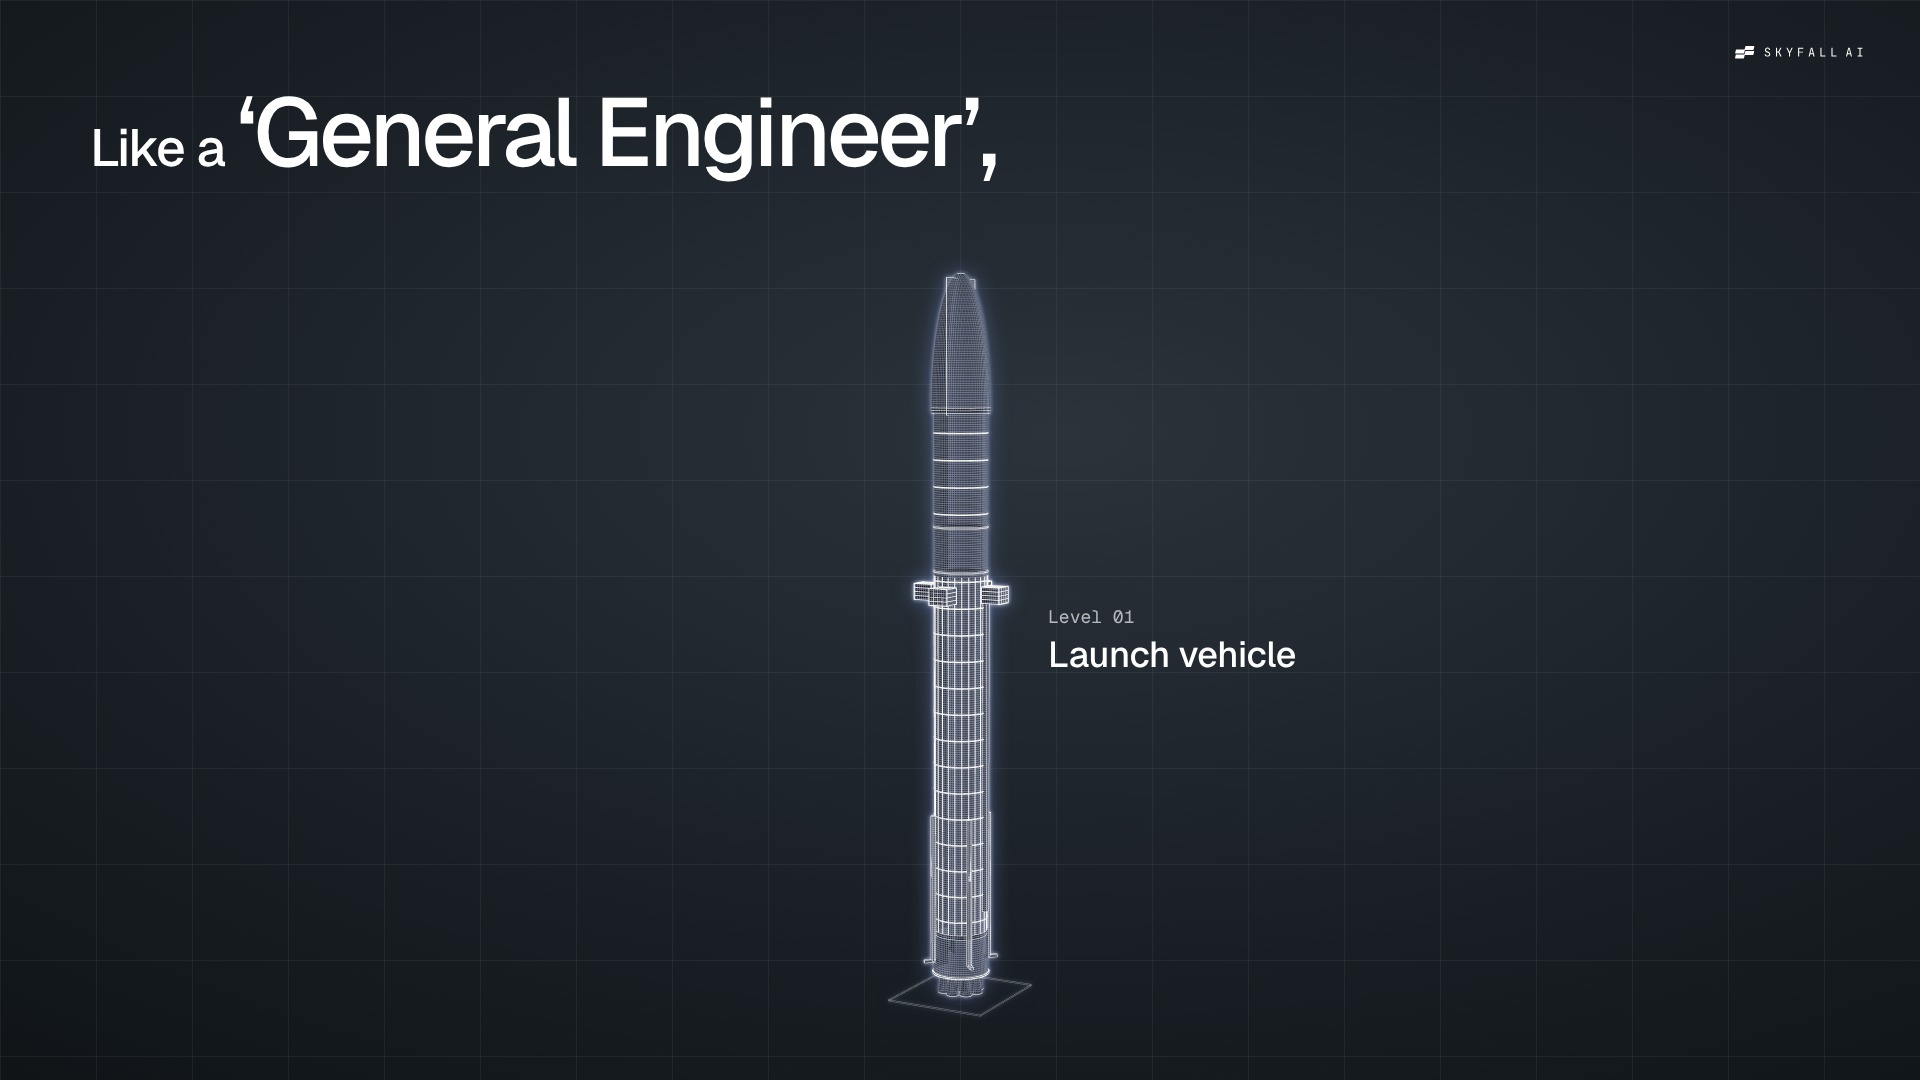 SKYFALL AI
Like a ‘General Engineer’,
Level 01
Launch vehicle